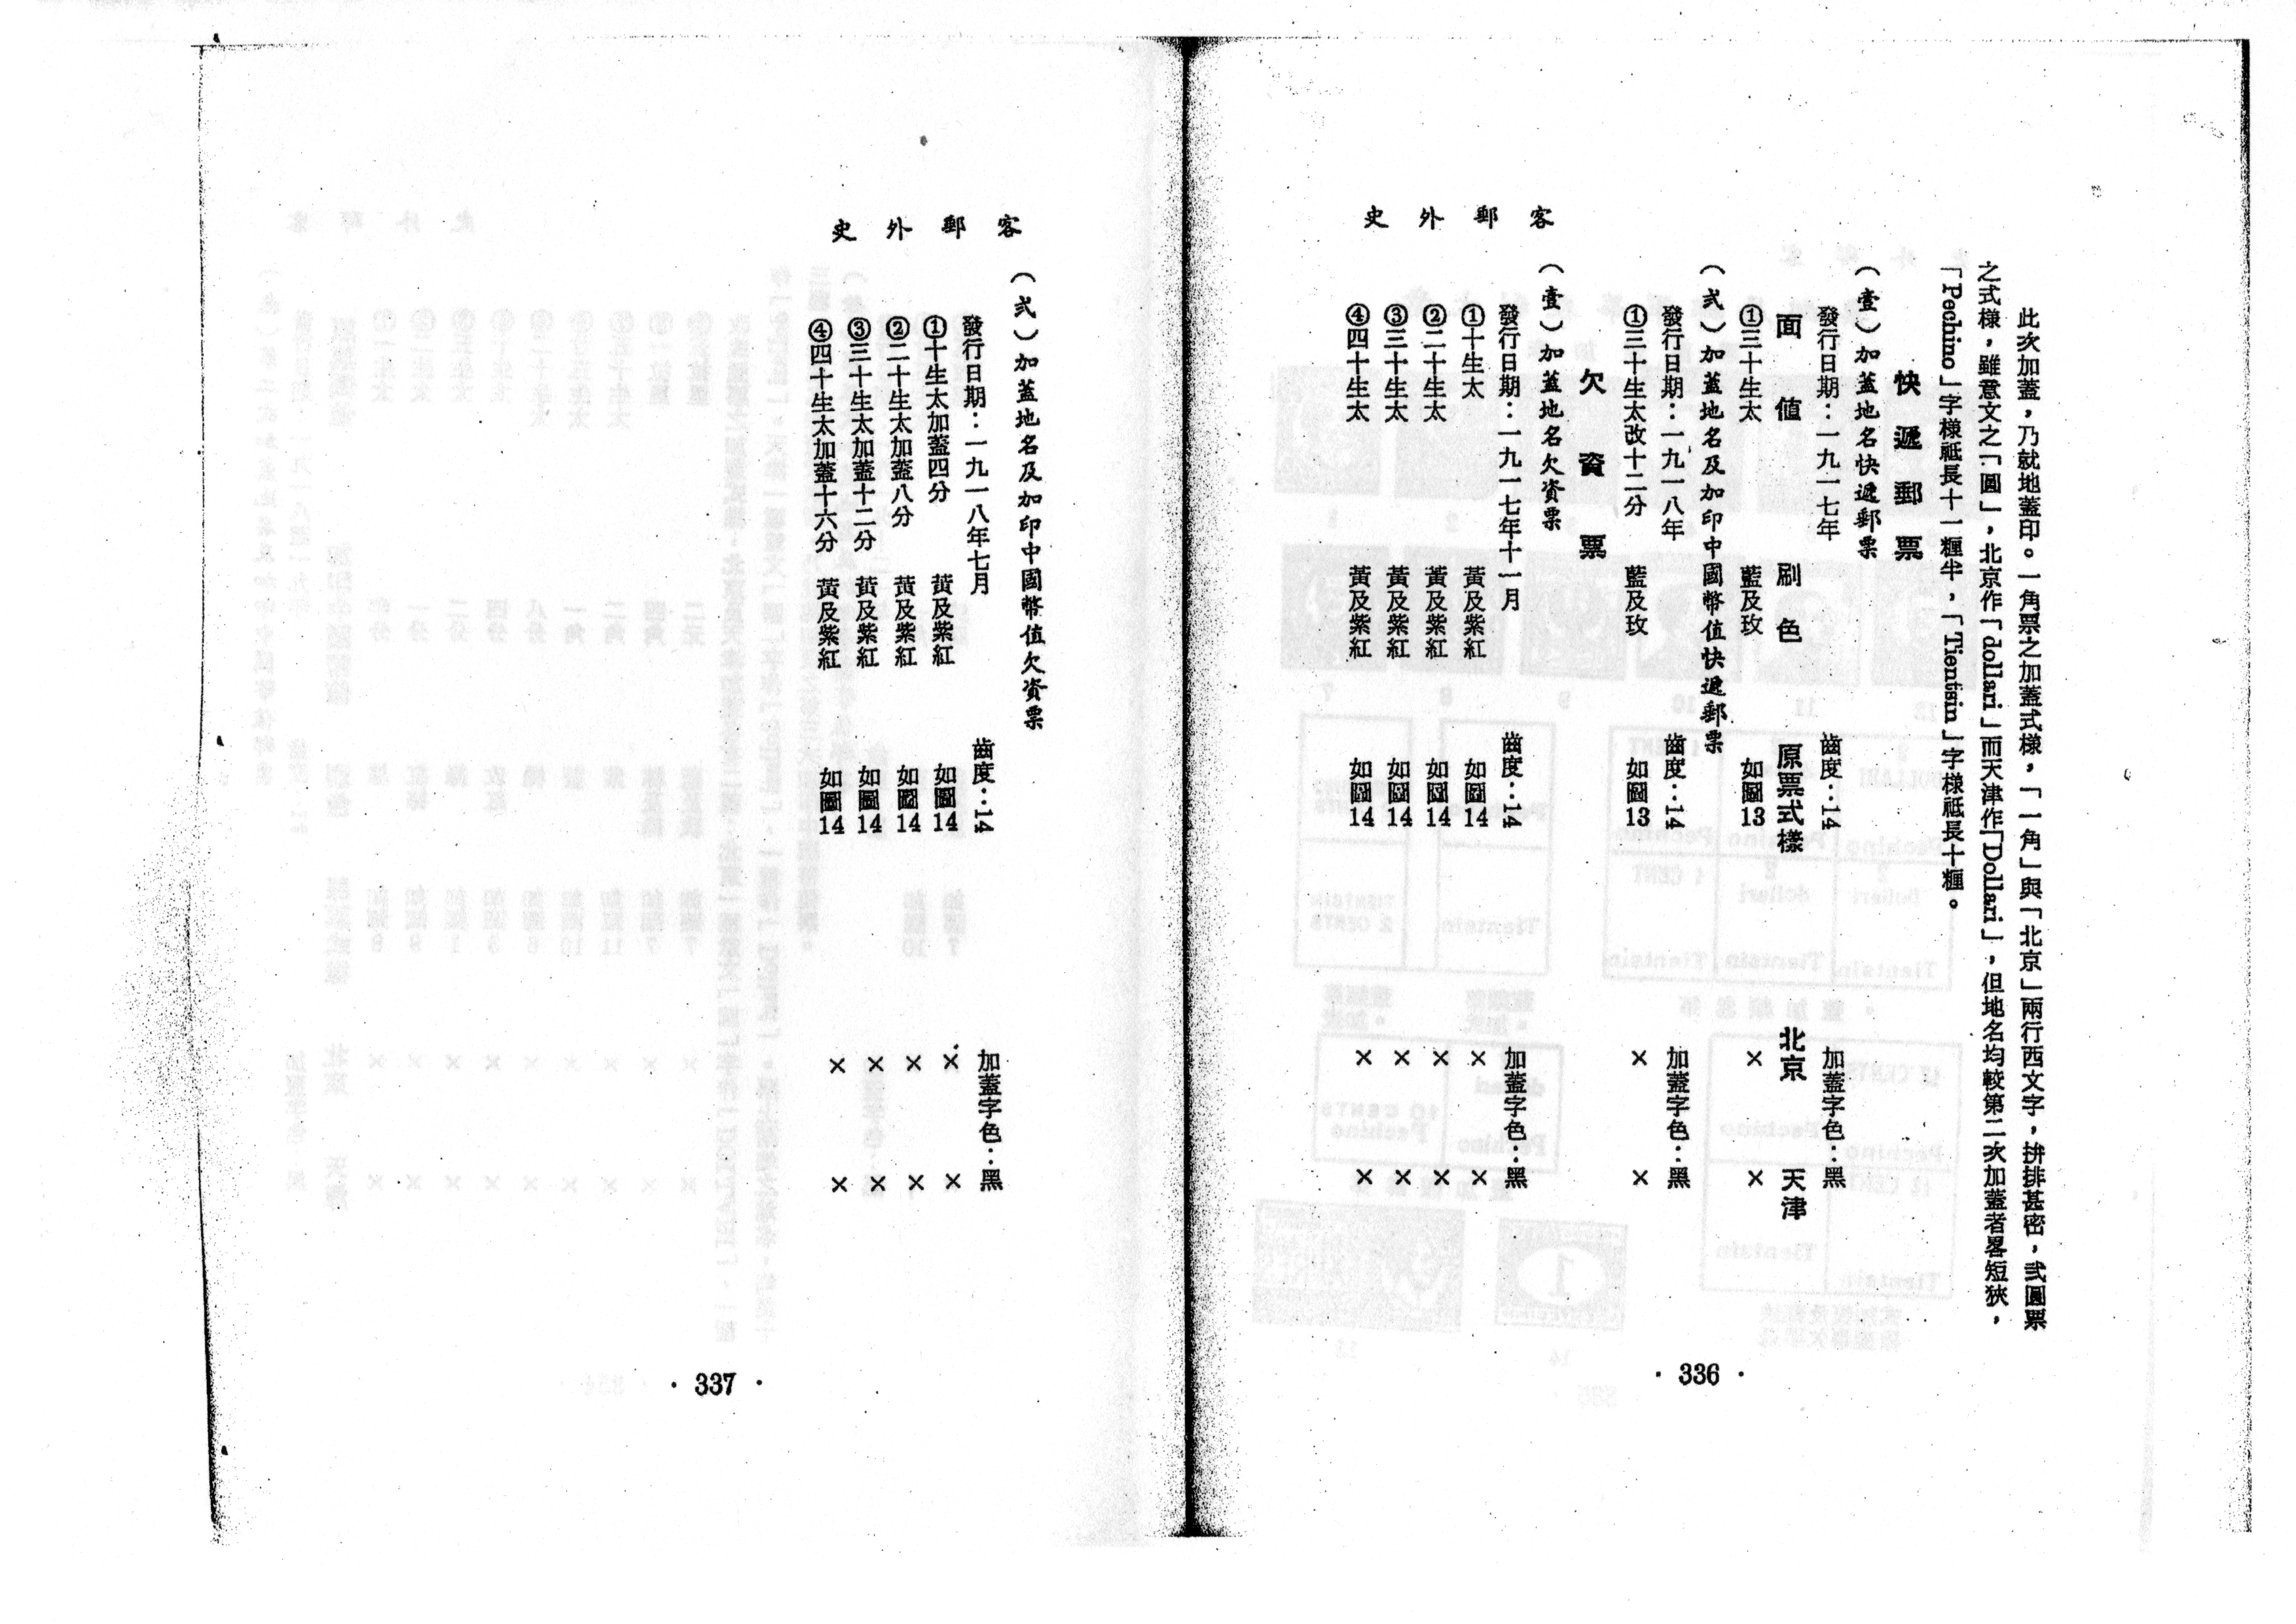 此次加蓋，乃就地蓋印。一角票之加蓋式樣，「一角」與「北京」兩行西文字，拚排甚密，弍圓票
之式樣，雖意文之「圓」，北京作「dollari」而天津作「Dollari」，但地名均較第二次加蓋者畧短狹，
「Pechino」字樣祗長十一糎半，「Tientsin」字樣祗長十糎。
快遞郵票
（壹）加蓋地名快遞郵票
發行日期：一九一七年　齒度：14　加蓋字色：黑
面值　刷色　原票式樣　北京　天津
①三十生太　藍及玫　如圖13　×　×
（弍）加蓋地名及加印中國幣值快遞郵票
發行日期：一九一八年　齒度：14　加蓋字色：黑
①三十生太改十二分　藍及玫　如圖13　×　×
欠資票
（壹）加蓋地名欠資票
發行日期：一九一七年十一月　齒度：14　加蓋字色：黑
①十生太　黃及紫紅　如圖14　×　×
②二十生太　黃及紫紅　如圖14　×　×
③三十生太　黃及紫紅　如圖14　×　×
④四十生太　黃及紫紅　如圖14　×　×
客郵外史
·336·
客郵外史
（弍）加蓋地名及加印中國幣值欠資票
發行日期：一九一八年七月　齒度：14　加蓋字色：黑
①十生太加蓋四分　黃及紫紅　如圖14　×　×
②二十生太加蓋八分　黃及紫紅　如圖14　×　×
③三十生太加蓋十二分　黃及紫紅　如圖14　×　×
④四十生太加蓋十六分　黃及紫紅　如圖14　×　×
·337·